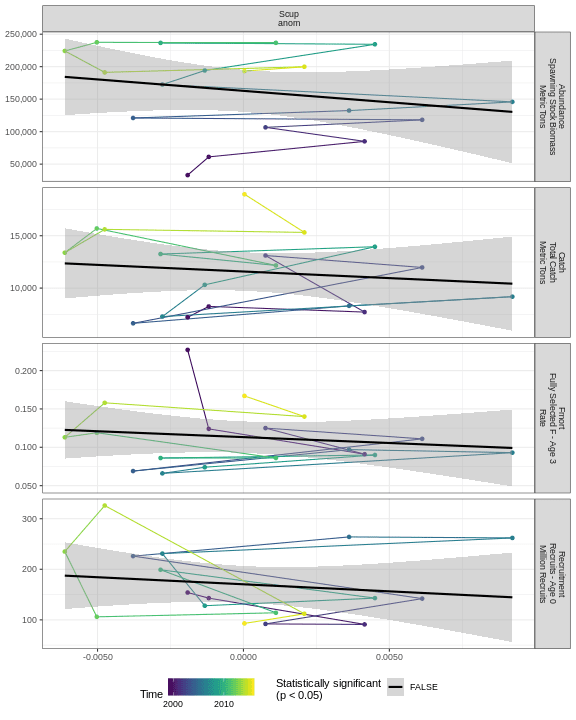 Scup
anom
250,000
200,000
150,000
100,000
50,000
Abundance
Spawning Stock Biomass
Metric Tons
15,000
10,000
Catch
Total Catch
Metric Tons
0.200
0.150
0.100
0.050
Fmort
Fully Selected F - Age 3
Rate
300
200
100
Recruitment
Recruits - Age 0
Million Recruits
-0.0050
0.0000
0.0050
Time
2000
2010
Statistically significant
(p < 0.05)
FALSE